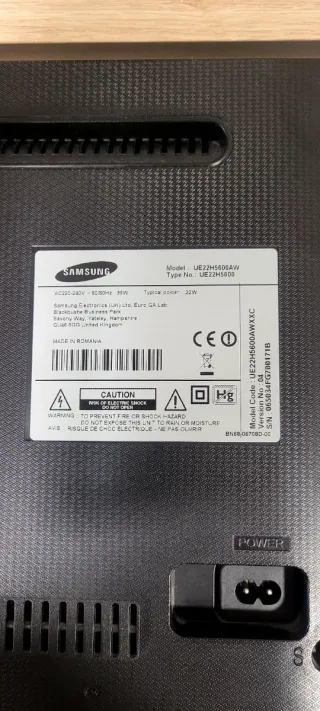 SAMSUNG
Model : UE22H5600AW
Type No. : UE22H5600
AC220-240V ~ 50/60Hz 39W Typical power : 22W
Samsung Electronics (UK) Ltd, Euro QA Lab.
Blackbushe Business Park
Saxony Way, Yateley, Hampshire
GU46 6GG United Kingdom
MADE IN ROMANIA
CE
CAUTION
RISK OF ELECTRIC SHOCK
DO NOT OPEN
Hg
WARNING : TO PREVENT FIRE OR SHOCK HAZARD
DO NOT EXPOSE THIS UNIT TO RAIN OR MOISTURE
AVIS : RISQUE DE CHOC ELECTRIQUE - NE PAS OUVRIR
Model Code : UE22H5600AWXXC
Version No : 04
S/N :
POWER